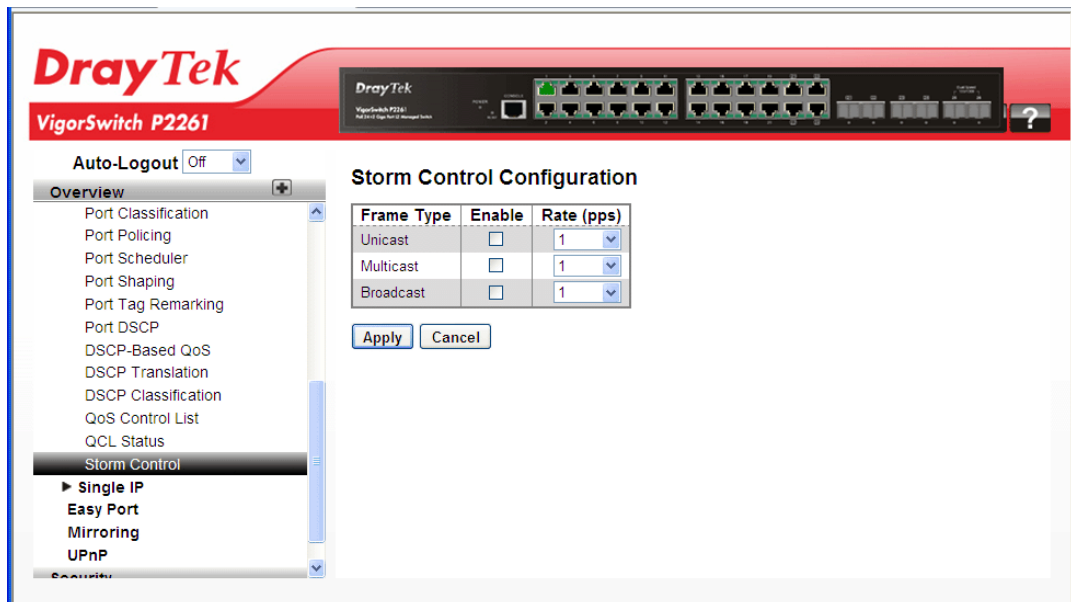 DrayTek
VigorSwitch P2261
DrayTek
VigorSwitch P2261
POWER
CONSOLE
?
Auto-Logout Off
Overview
Port Classification
Port Policing
Port Scheduler
Port Shaping
Port Tag Remarking
Port DSCP
DSCP-Based QoS
DSCP Translation
DSCP Classification
QoS Control List
QCL Status
Storm Control
Single IP
Easy Port
Mirroring
UPnP
Security
Storm Control Configuration
Frame Type Enable Rate (pps)
Unicast 1
Multicast 1
Broadcast 1
Apply Cancel